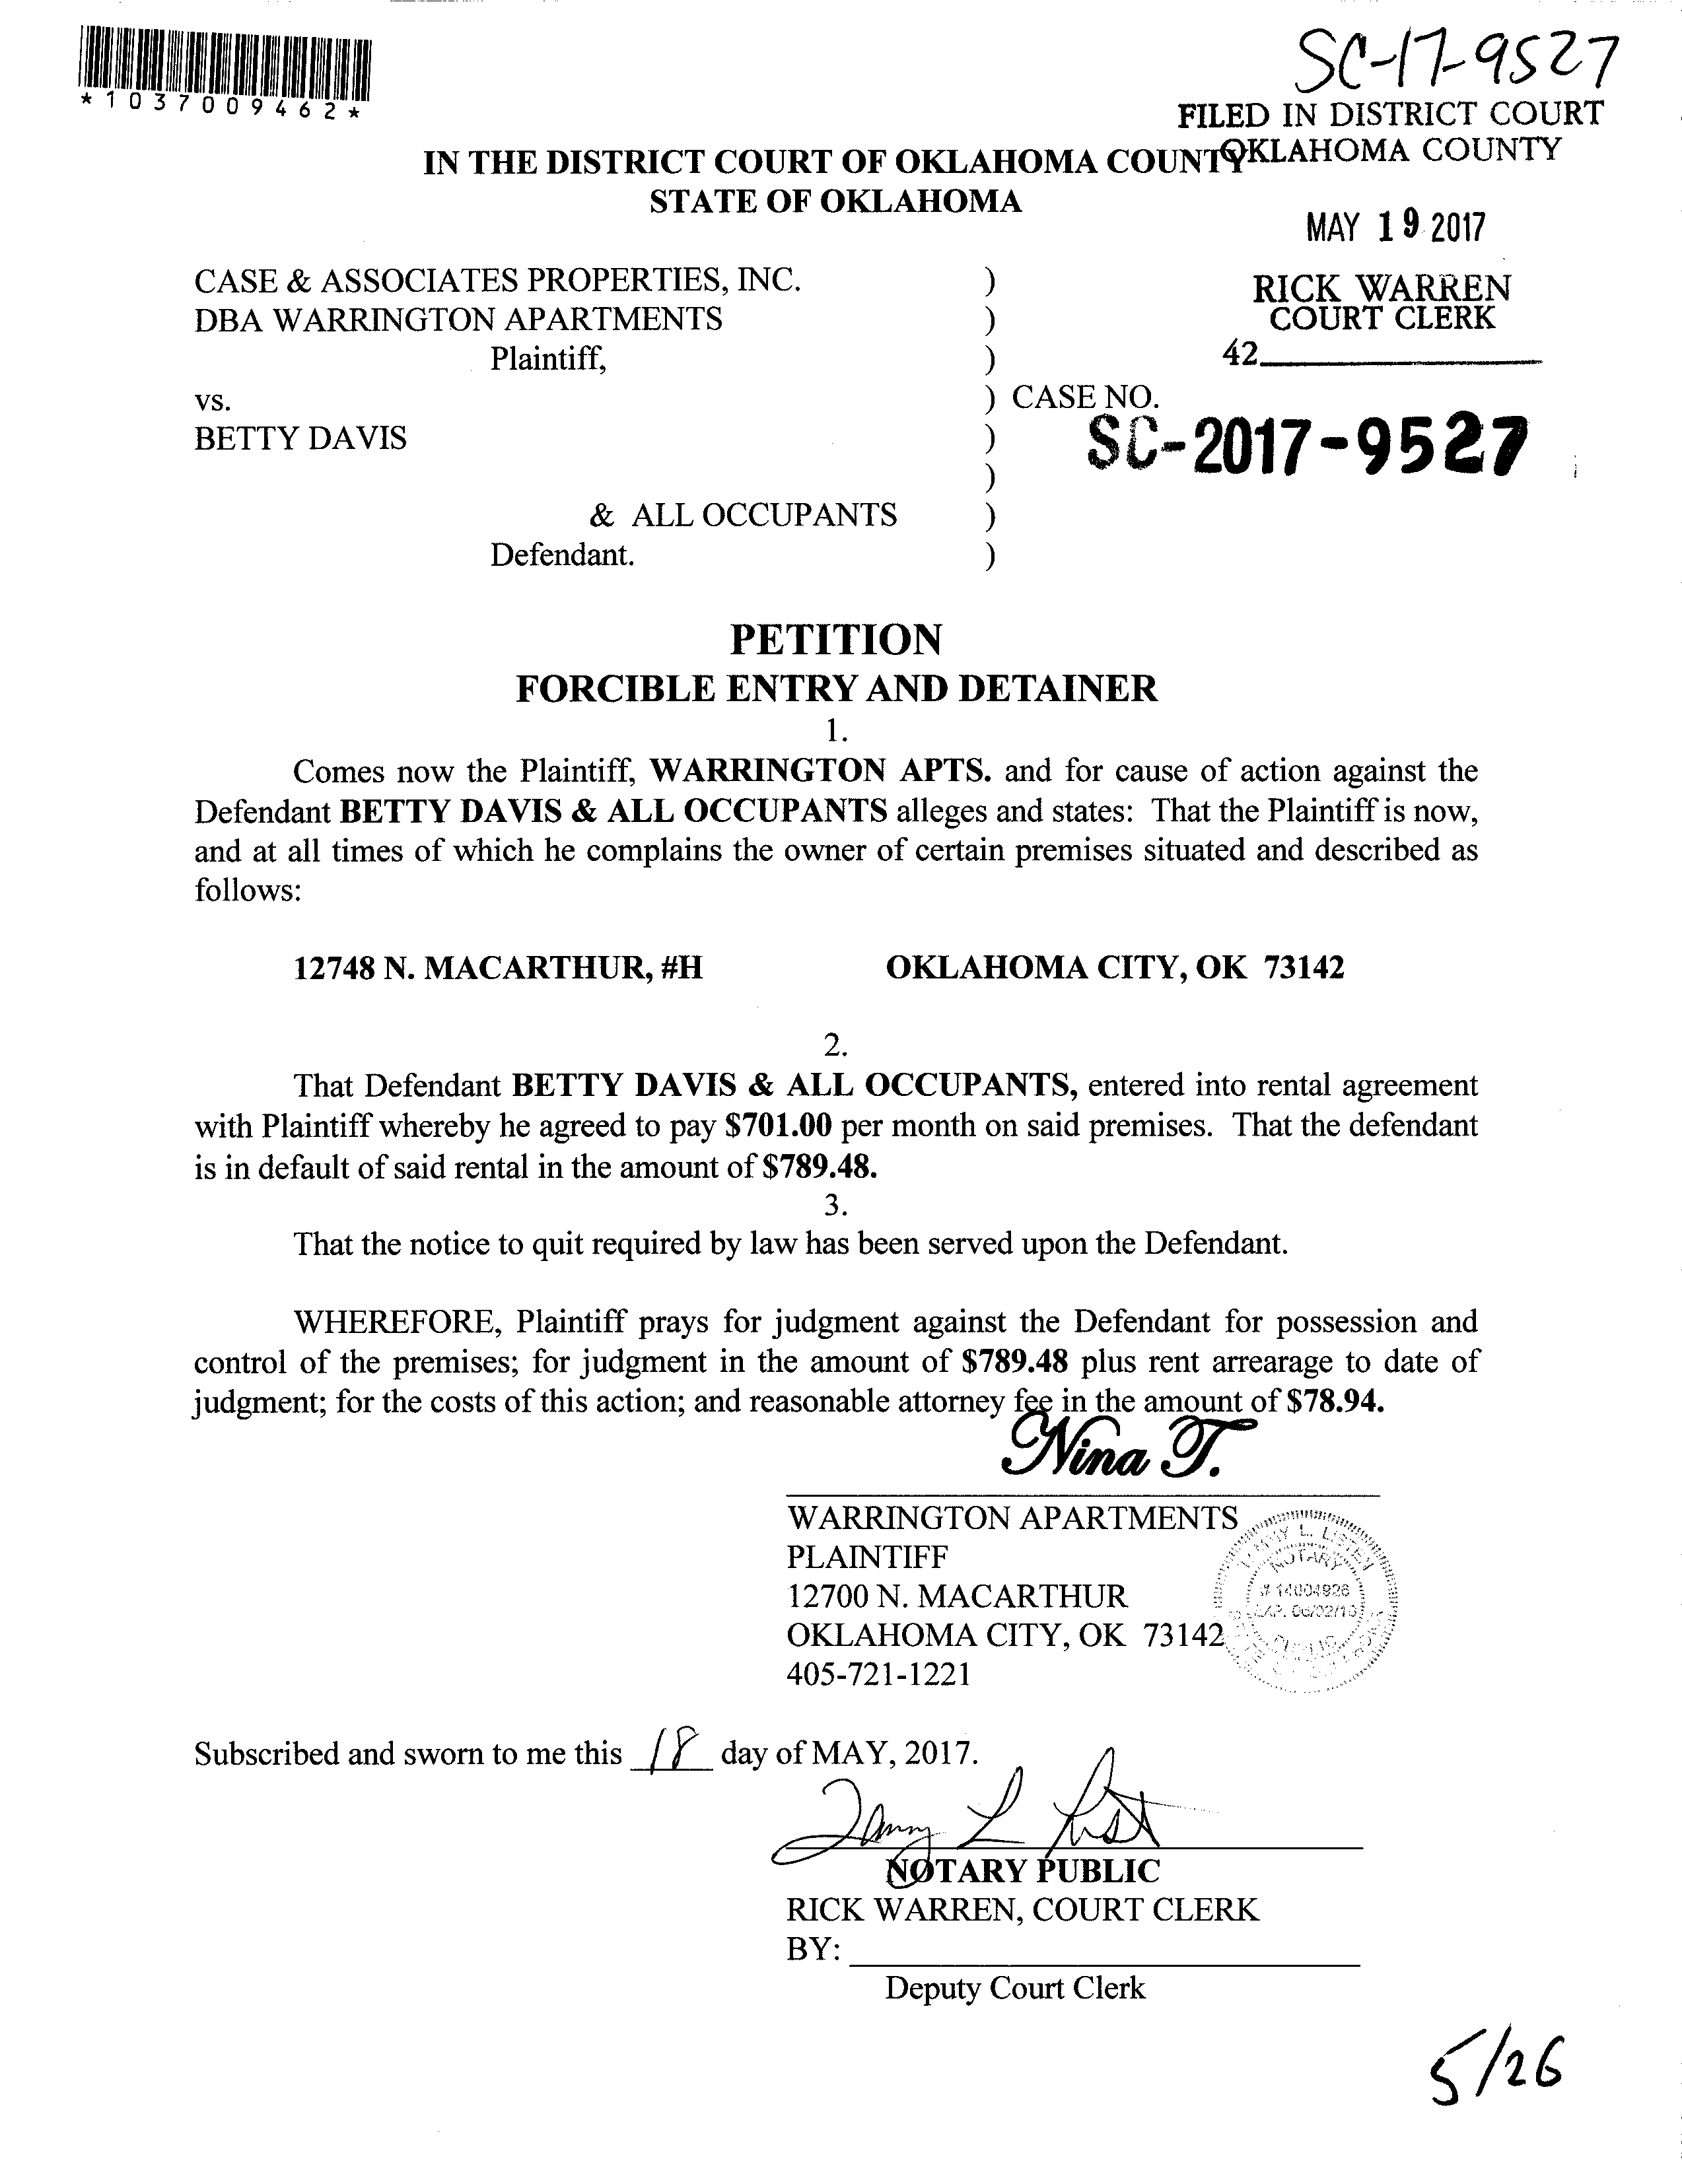 SC-17-9527
*1037009462*
FILED IN DISTRICT COURT
OKLAHOMA COUNTY
IN THE DISTRICT COURT OF OKLAHOMA COUNTY
STATE OF OKLAHOMA
MAY 19 2017
CASE & ASSOCIATES PROPERTIES, INC. )
RICK WARREN
DBA WARRINGTON APARTMENTS )
COURT CLERK
Plaintiff, )
42
vs. ) CASE NO.
BETTY DAVIS )
SC-2017-9527
)
& ALL OCCUPANTS )
Defendant. )
PETITION
FORCIBLE ENTRY AND DETAINER
1.
Comes now the Plaintiff, WARRINGTON APTS. and for cause of action against the
Defendant BETTY DAVIS & ALL OCCUPANTS alleges and states: That the Plaintiff is now,
and at all times of which he complains the owner of certain premises situated and described as
follows:
12748 N. MACARTHUR, #H OKLAHOMA CITY, OK 73142
2.
That Defendant BETTY DAVIS & ALL OCCUPANTS, entered into rental agreement
with Plaintiff whereby he agreed to pay $701.00 per month on said premises. That the defendant
is in default of said rental in the amount of $789.48.
3.
That the notice to quit required by law has been served upon the Defendant.
WHEREFORE, Plaintiff prays for judgment against the Defendant for possession and
control of the premises; for judgment in the amount of $789.48 plus rent arrearage to date of
judgment; for the costs of this action; and reasonable attorney fee in the amount of $78.94.
Nina T.
WARRINGTON APARTMENTS
PLAINTIFF
12700 N. MACARTHUR
OKLAHOMA CITY, OK 73142
405-721-1221
NOTARY
# 14004926
Subscribed and sworn to me this 18 day of MAY, 2017.
NOTARY PUBLIC
RICK WARREN, COURT CLERK
BY:
Deputy Court Clerk
5/26